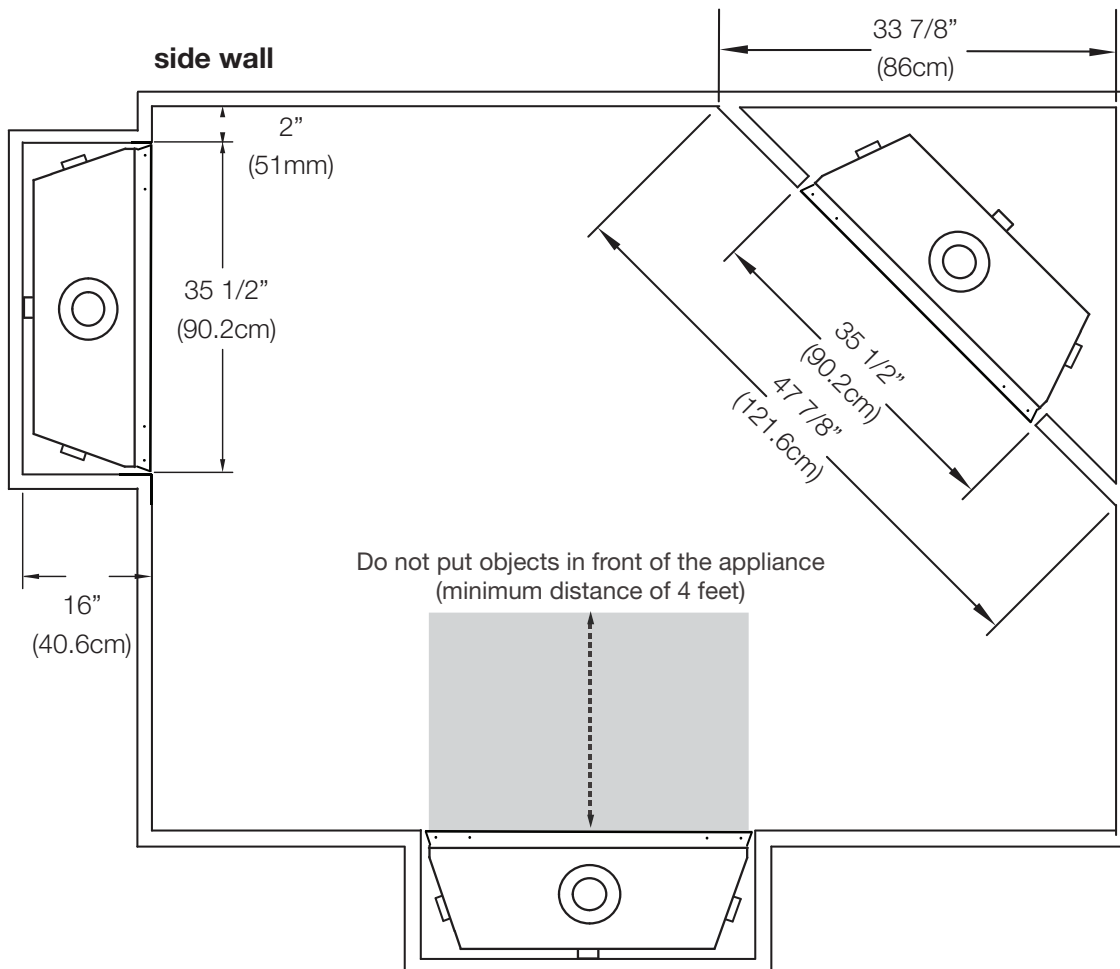 33 7/8”
(86cm)
side wall
2”
(51mm)
35 1/2”
(90.2cm)
35 1/2”
(90.2cm)
47 7/8”
(121.6cm)
Do not put objects in front of the appliance
(minimum distance of 4 feet)
16”
(40.6cm)